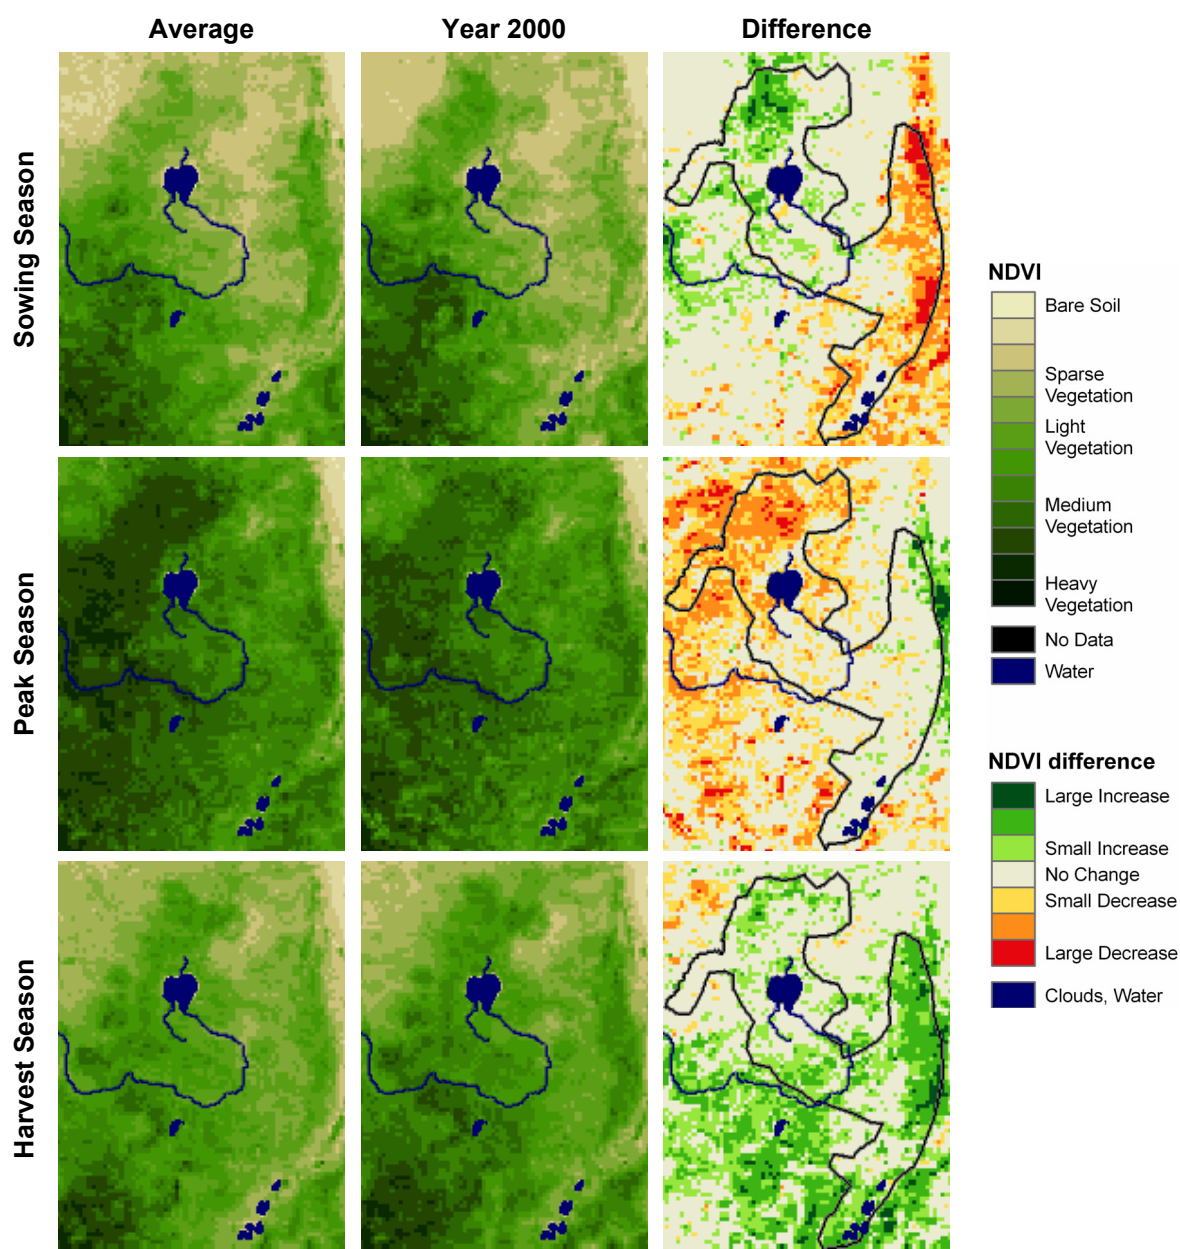 Average
Year 2000
Difference
Sowing Season
Peak Season
Harvest Season
NDVI
Bare Soil
Sparse
Vegetation
Light
Vegetation
Medium
Vegetation
Heavy
Vegetation
No Data
Water
NDVI difference
Large Increase
Small Increase
No Change
Small Decrease
Large Decrease
Clouds, Water